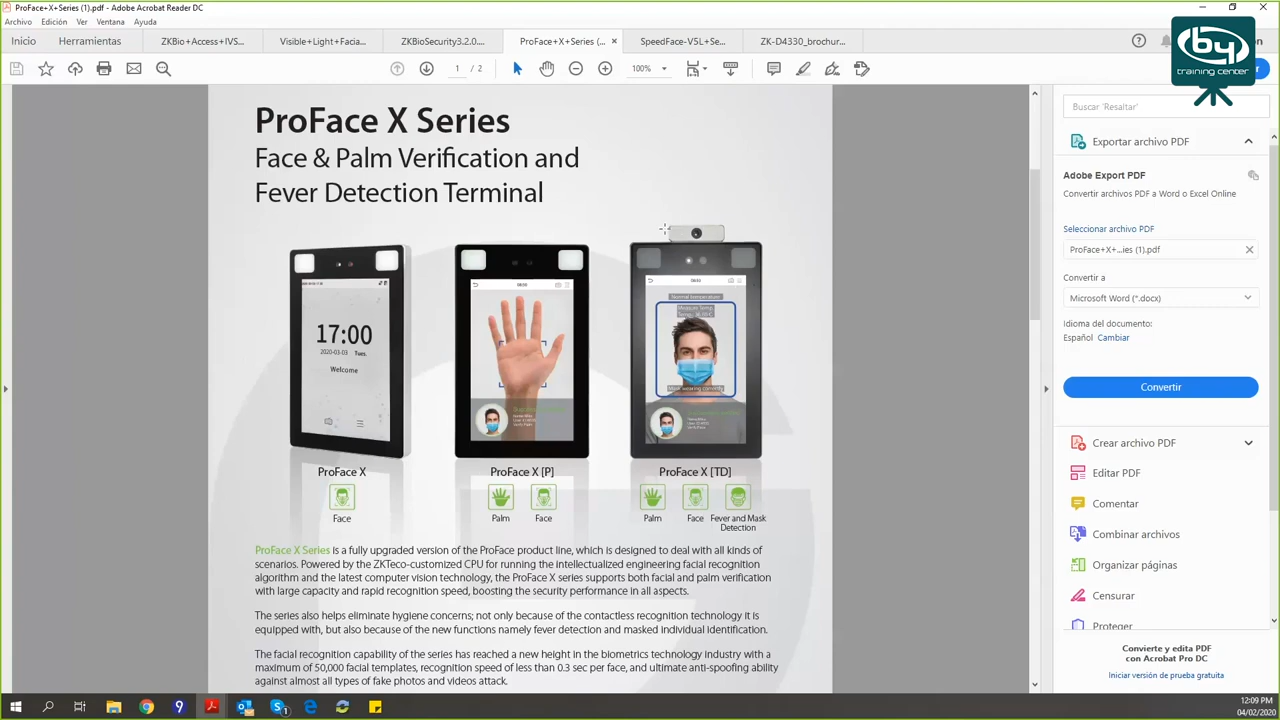 ProFace+X+Series (1).pdf - Adobe Acrobat Reader DC
Archivo Edición Ver Ventana Ayuda
Inicio Herramientas ZKBio+Access+IVS... Visible+Light+Facia... ZKBioSecurity3.2.0.... ProFace+X+Series (... SpeedFace-V5L+Se... ZK-D4330_brochur...
1 / 2 100%
by
training center
ProFace X Series
Face & Palm Verification and
Fever Detection Terminal
17:00
2020-03-03 Tues.
Welcome
Normal temperature
Mask wearing correctly
ProFace X
ProFace X [P]
ProFace X [TD]
Face
Palm Face
Palm Face Fever and Mask
Detection
ProFace X Series is a fully upgraded version of the ProFace product line, which is designed to deal with all kinds of
scenarios. Powered by the ZKTeco-customized CPU for running the intellectualized engineering facial recognition
algorithm and the latest computer vision technology, the ProFace X series supports both facial and palm verification
with large capacity and rapid recognition speed, boosting the security performance in all aspects.
The series also helps eliminate hygiene concerns; not only because of the contactless recognition technology it is
equipped with, but also because of the new functions namely fever detection and masked individual identification.
The facial recognition capability of the series has reached a new height in the biometrics technology industry with a
maximum of 50,000 facial templates, recognition speed of less than 0.3 sec per face, and ultimate anti-spoofing ability
against almost all types of fake photos and videos attack.
Buscar 'Resaltar'
Exportar archivo PDF
Adobe Export PDF
Convertir archivos PDF a Word o Excel Online
Seleccionar archivo PDF
ProFace+X+...ies (1).pdf
Convertir a
Microsoft Word (*.docx)
Idioma del documento:
Español Cambiar
Convertir
Crear archivo PDF
Editar PDF
Comentar
Combinar archivos
Organizar páginas
Censurar
Proteger
Convierte y edita PDF
con Acrobat Pro DC
Iniciar versión de prueba gratuita
12:09 PM
04/02/2020